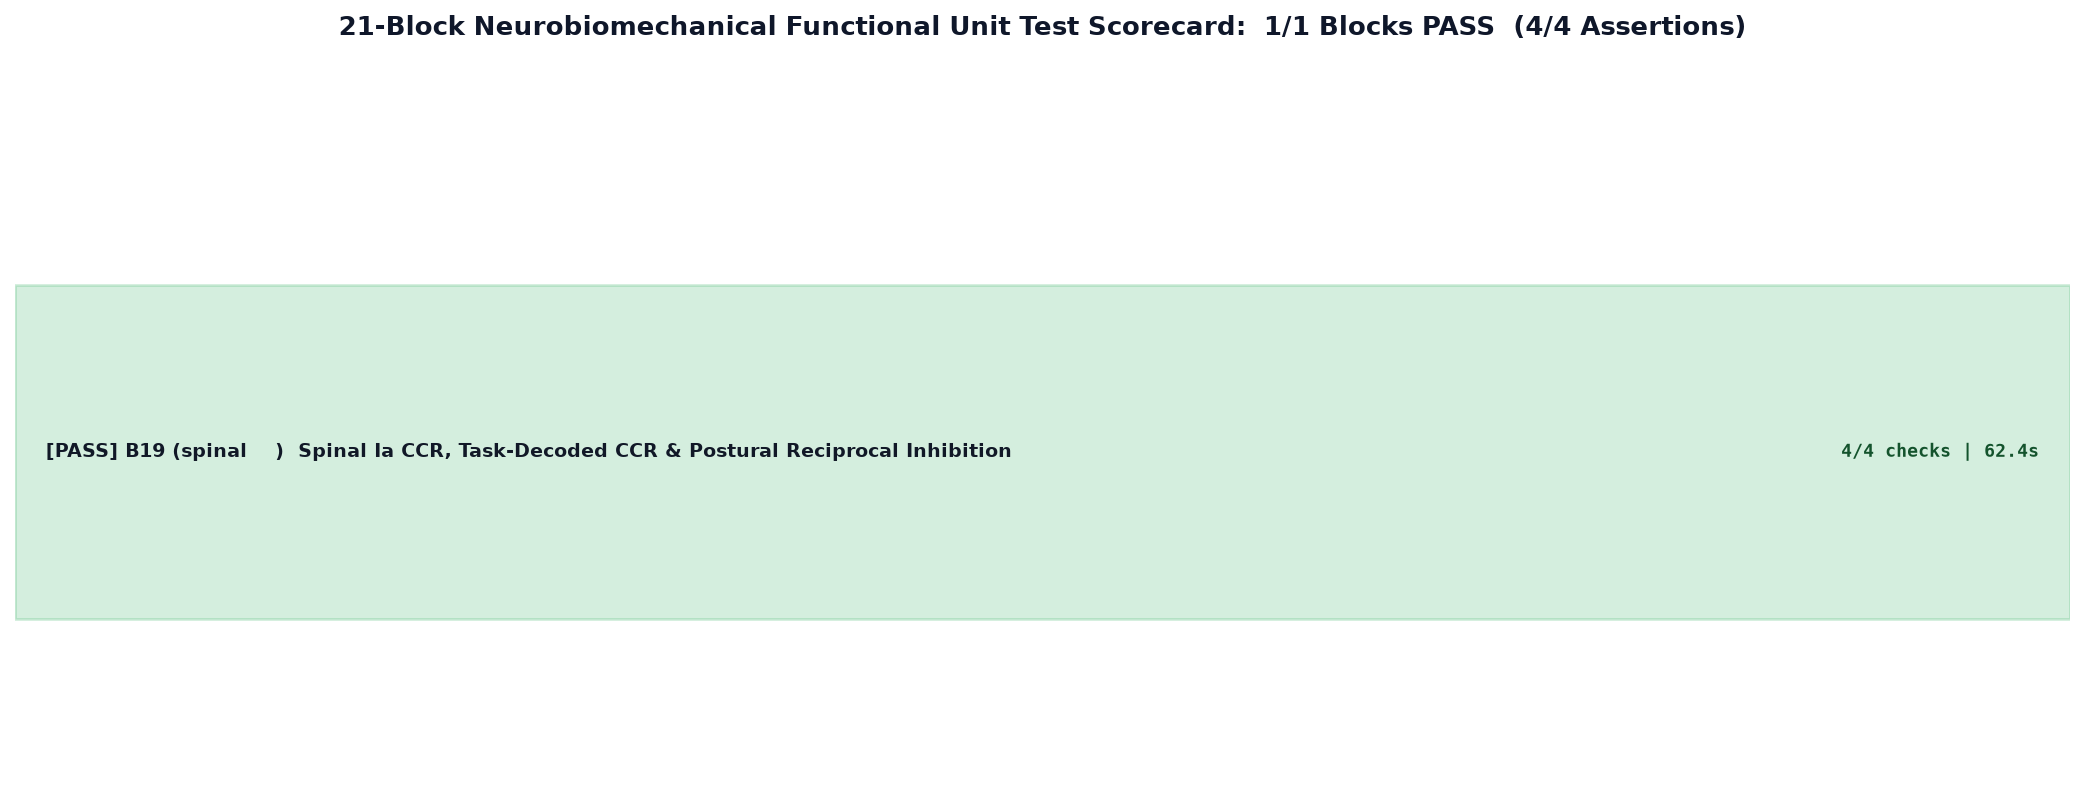 21-Block Neurobiomechanical Functional Unit Test Scorecard:  1/1 Blocks PASS  (4/4 Assertions)
[PASS] B19 (spinal    )  Spinal Ia CCR, Task-Decoded CCR & Postural Reciprocal Inhibition 4/4 checks | 62.4s